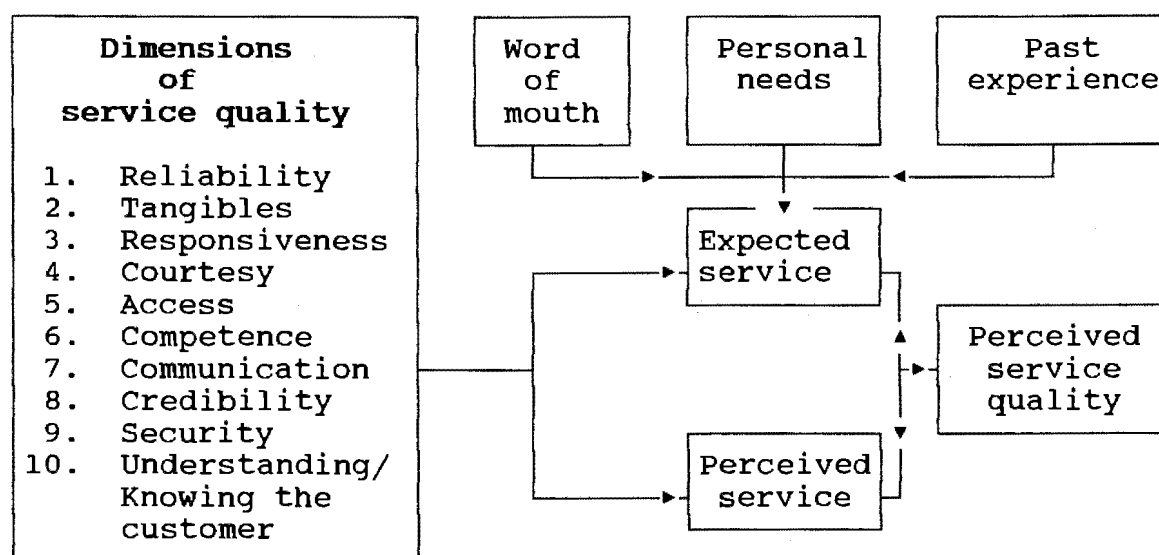 Dimensions
of
service quality
1. Reliability
2. Tangibles
3. Responsiveness
4. Courtesy
5. Access
6. Competence
7. Communication
8. Credibility
9. Security
10. Understanding/
Knowing the
customer
Word
of
mouth
Personal
needs
Past
experience
Expected
service
Perceived
service
Perceived
service
quality